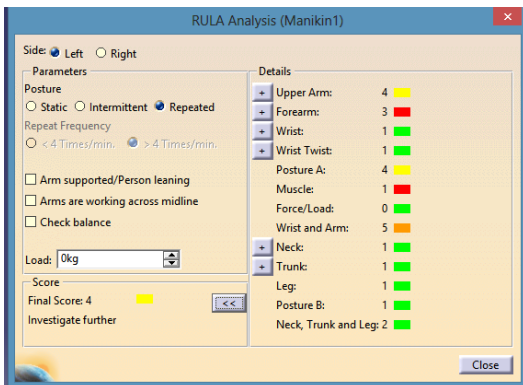 RULA Analysis (Manikin1)
Side: Left Right
Parameters
Posture
Static Intermittent Repeated
Repeat Frequency
< 4 Times/min. > 4 Times/min.
Arm supported/Person leaning
Arms are working across midline
Check balance
Load: 0kg
Score
Final Score: 4
<<
Investigate further
Details
+ Upper Arm: 4
+ Forearm: 3
+ Wrist: 1
+ Wrist Twist: 1
Posture A: 4
Muscle: 1
Force/Load: 0
Wrist and Arm: 5
+ Neck: 1
+ Trunk: 1
Leg: 1
Posture B: 1
Neck, Trunk and Leg: 2
Close